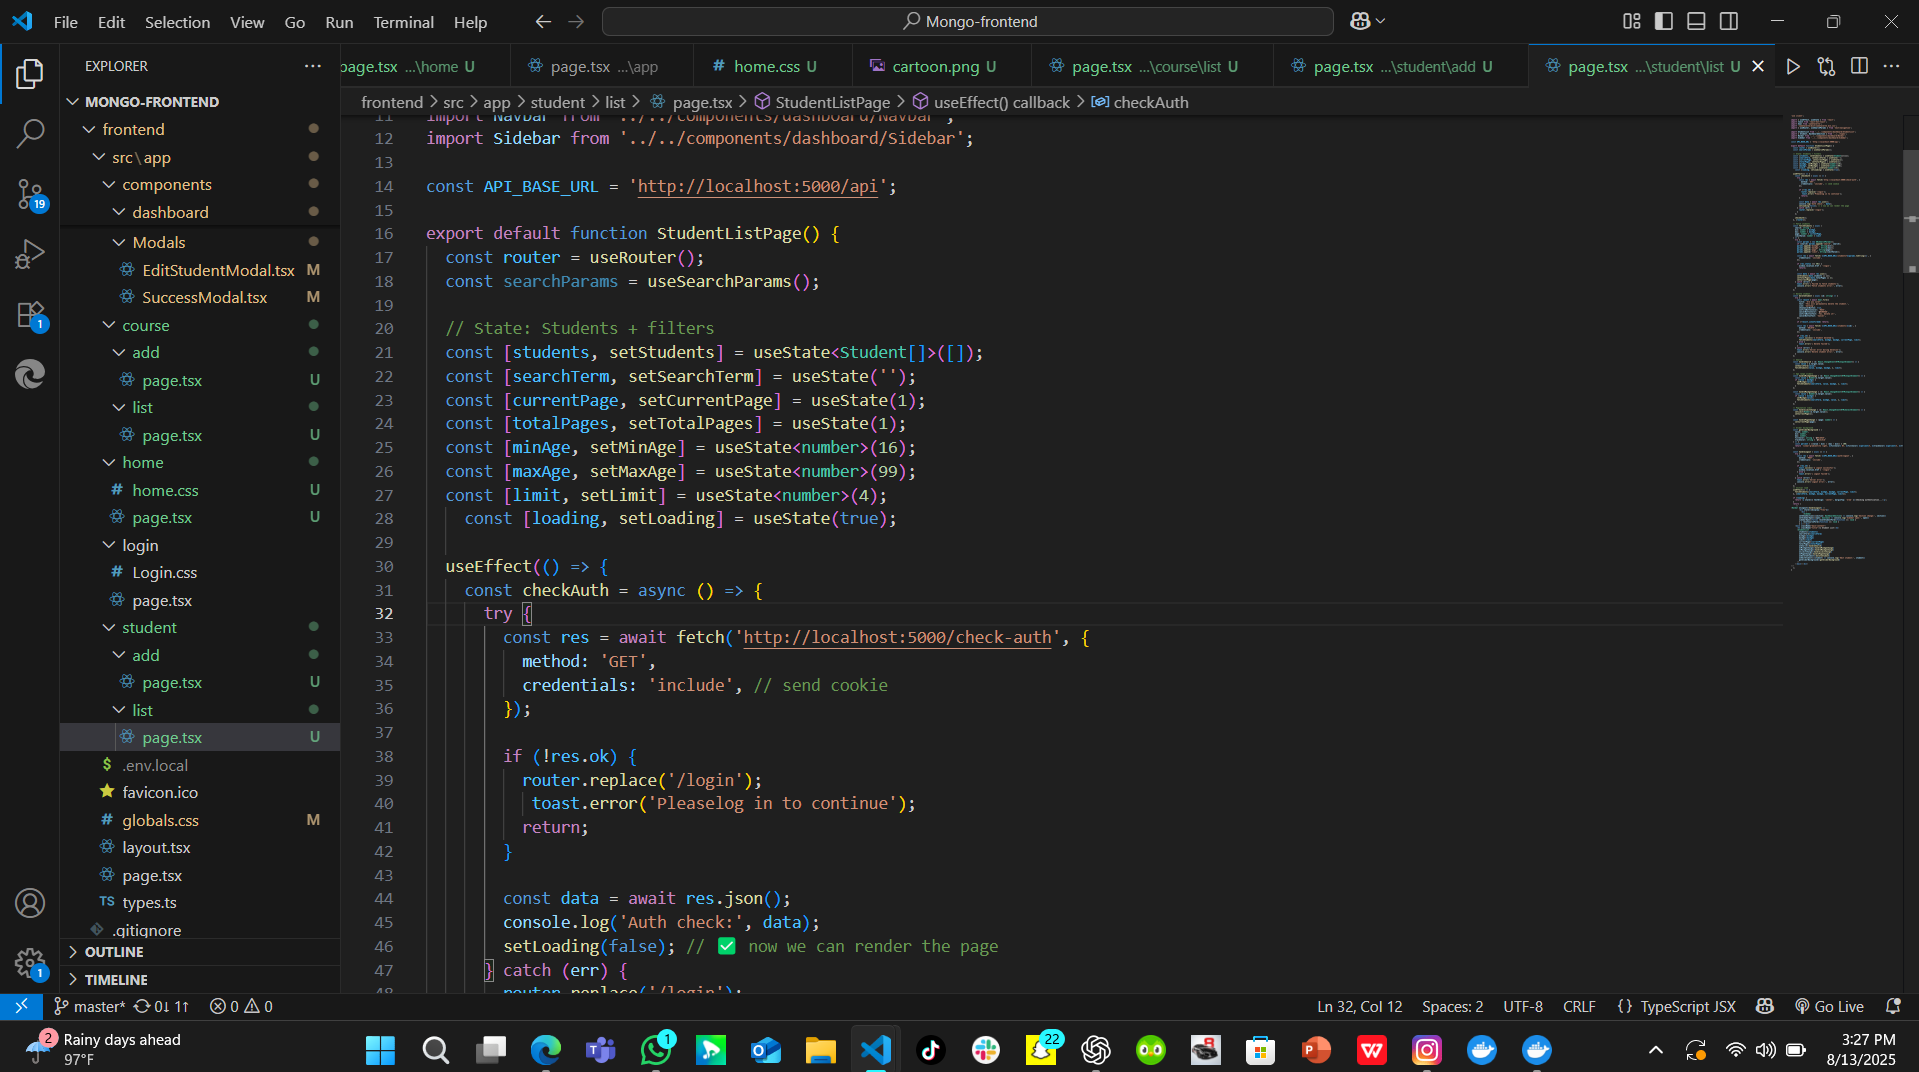 File Edit Selection View Go Run Terminal Help
Mongo-frontend
EXPLORER
page.tsx ...\home U
page.tsx ...\app
# home.css U
cartoon.png U
page.tsx ...\course\list U
page.tsx ...\student\add U
page.tsx ...\student\list U
frontend > src > app > student > list > page.tsx > StudentListPage > useEffect() callback > checkAuth
MONGO-FRONTEND
frontend
src\app
components
dashboard
Modals
EditStudentModal.tsx M
SuccessModal.tsx M
course
add
page.tsx U
list
page.tsx U
home
# home.css U
page.tsx U
login
# Login.css
page.tsx
student
add
page.tsx U
list
page.tsx U
$ .env.local
favicon.ico
# globals.css M
layout.tsx
page.tsx
TS types.ts
.gitignore
OUTLINE
TIMELINE
19
1
1
11 import Navbar from '../../components/dashboard/Navbar';
12 import Sidebar from '../../components/dashboard/Sidebar';
13
14 const API_BASE_URL = 'http://localhost:5000/api';
15
16 export default function StudentListPage() {
17 const router = useRouter();
18 const searchParams = useSearchParams();
19
20 // State: Students + filters
21 const [students, setStudents] = useState<Student[]>([]);
22 const [searchTerm, setSearchTerm] = useState('');
23 const [currentPage, setCurrentPage] = useState(1);
24 const [totalPages, setTotalPages] = useState(1);
25 const [minAge, setMinAge] = useState<number>(16);
26 const [maxAge, setMaxAge] = useState<number>(99);
27 const [limit, setLimit] = useState<number>(4);
28 const [loading, setLoading] = useState(true);
29
30 useEffect(() => {
31 const checkAuth = async () => {
32 try {
33 const res = await fetch('http://localhost:5000/check-auth', {
34 method: 'GET',
35 credentials: 'include', // send cookie
36 });
37
38 if (!res.ok) {
39 router.replace('/login');
40 toast.error('Pleaselog in to continue');
41 return;
42 }
43
44 const data = await res.json();
45 console.log('Auth check:', data);
46 setLoading(false); // ✅ now we can render the page
47 } catch (err) {
48 router.replace('/login');
master* 0↓ 1↑ 0 0
Ln 32, Col 12 Spaces: 2 UTF-8 CRLF {} TypeScript JSX Go Live
2
Rainy days ahead
97°F
1
22
3:27 PM
8/13/2025